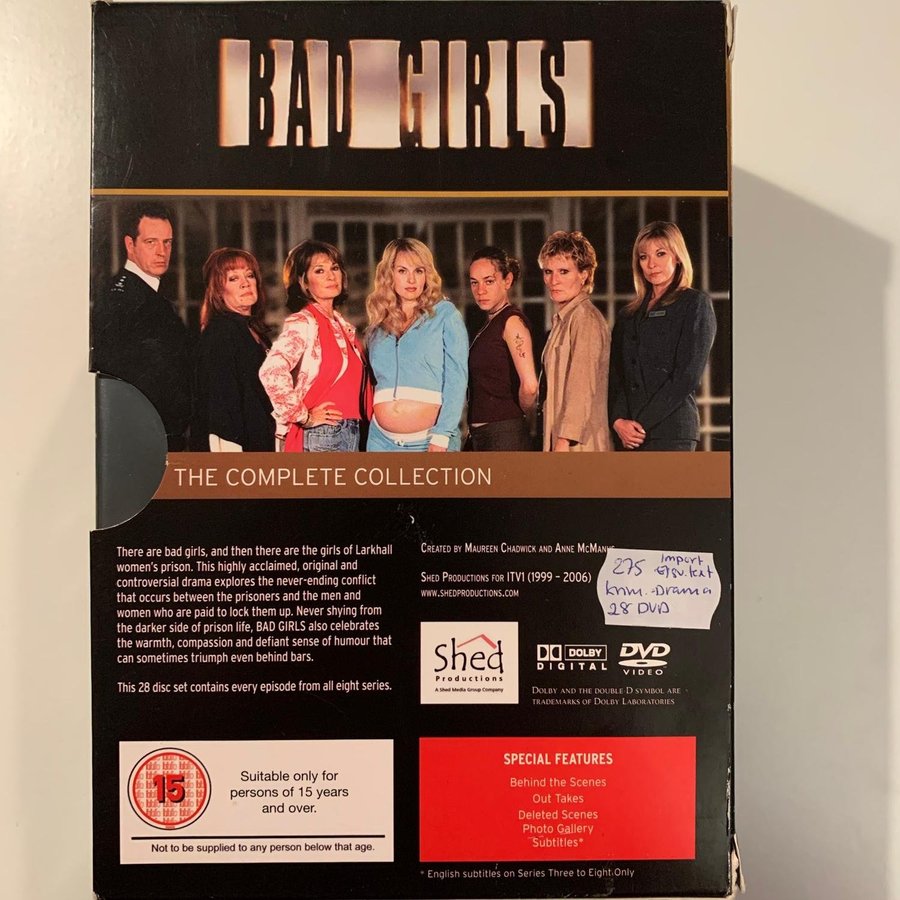 BAD GIRLS
THE COMPLETE COLLECTION
There are bad girls, and then there are the girls of Larkhall
women's prison. This highly acclaimed, original and
controversial drama explores the never-ending conflict
that occurs between the prisoners and the men and
women who are paid to lock them up. Never shying from
the darker side of prison life, BAD GIRLS also celebrates
the warmth, compassion and defiant sense of humour that
can sometimes triumph even behind bars.
This 28 disc set contains every episode from all eight series.
CREATED BY MAUREEN CHADWICK AND ANNE MCMANUS
SHED PRODUCTIONS FOR ITV1 (1999 - 2006)
WWW.SHEDPRODUCTIONS.COM
275 Import
Ej sv.text
krim.-Drama
28 DVD
Shed
Productions
A Shed Media Group Company
DOLBY
DIGITAL
DVD
VIDEO
DOLBY AND THE DOUBLE D SYMBOL ARE
TRADEMARKS OF DOLBY LABORATORIES
15
Suitable only for
persons of 15 years
and over.
Not to be supplied to any person below that age.
SPECIAL FEATURES
Behind the Scenes
Out Takes
Deleted Scenes
Photo Gallery
Subtitles*
* English subtitles on Series Three to Eight Only